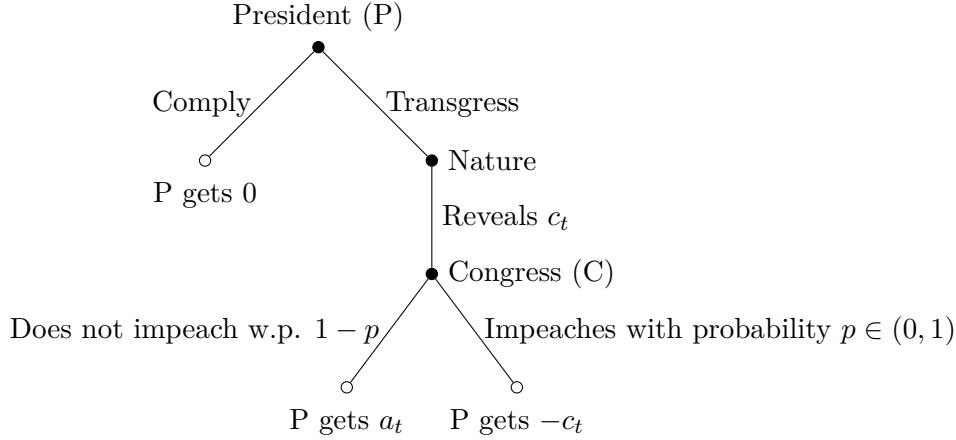 President (P)
Comply
Transgress
P gets 0
Nature
Reveals $c_t$
Congress (C)
Does not impeach w.p. $1 - p$
Impeaches with probability $p \in (0, 1)$
P gets $a_t$
P gets $-c_t$